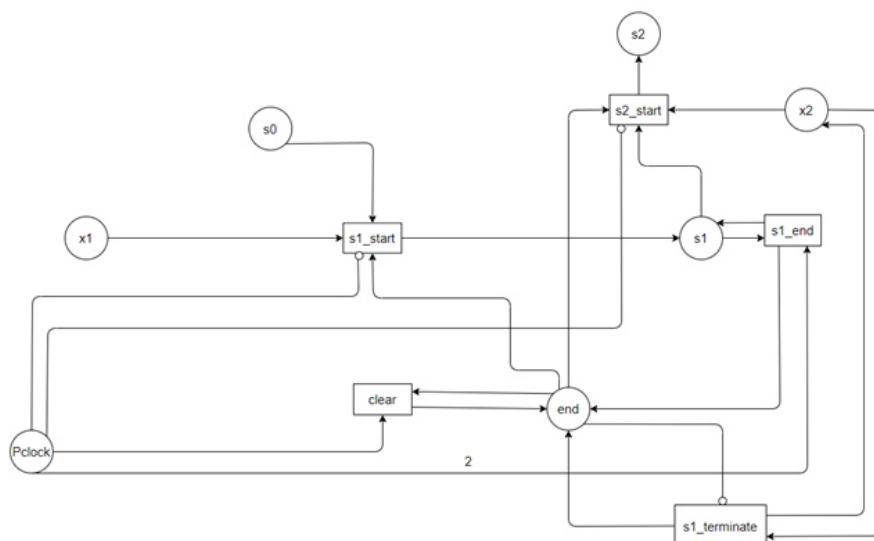 s2
s2_start
x2
s0
x1
s1_start
s1
s1_end
clear
end
Pclock
2
s1_terminate